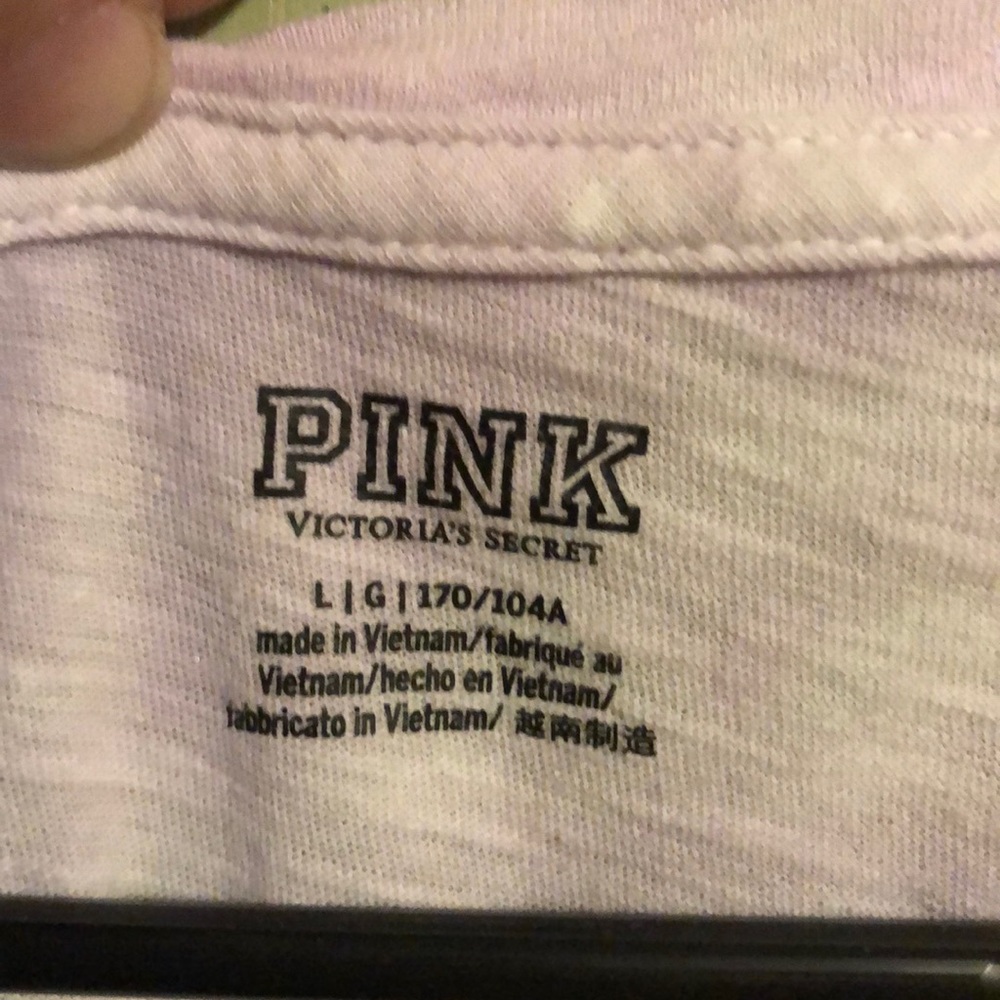 PINK
VICTORIA'S SECRET
L | G | 170/104A
made in Vietnam/fabriqué au
Vietnam/hecho en Vietnam/
fabbricato in Vietnam/ 越南制造